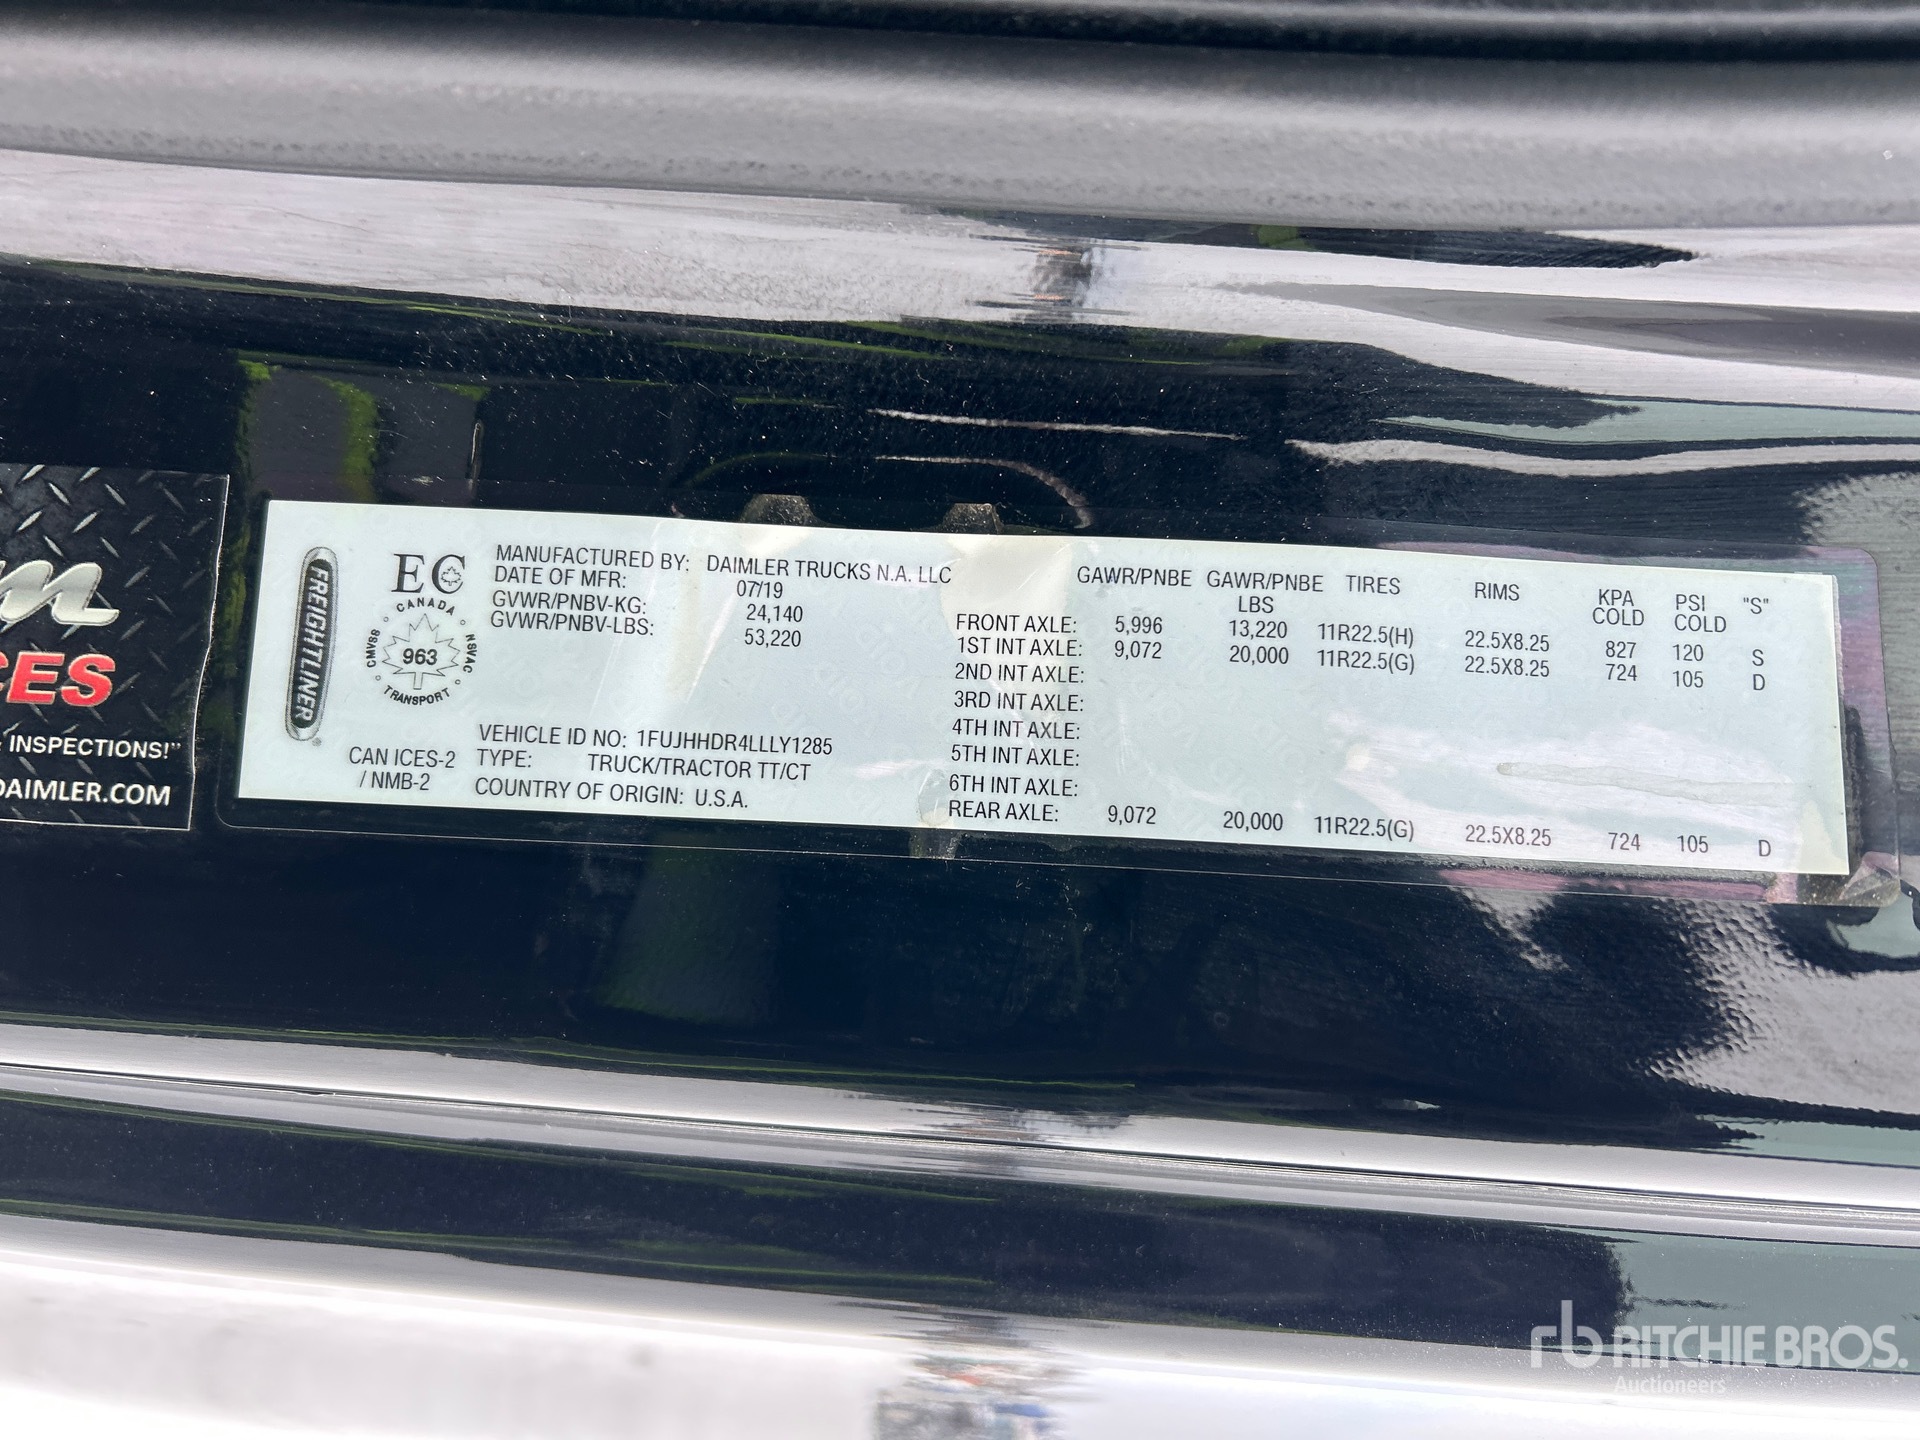 m
CES
INSPECTIONS!"
DAIMLER.COM
FREIGHTLINER
EC
CANADA
CMVSS NSVAC
963
TRANSPORT
CAN ICES-2
/ NMB-2
MANUFACTURED BY: DAIMLER TRUCKS N.A. LLC
DATE OF MFR: 07/19
GVWR/PNBV-KG: 24,140
GVWR/PNBV-LBS: 53,220
VEHICLE ID NO: 1FUJHHDR4LLLY1285
TYPE: TRUCK/TRACTOR TT/CT
COUNTRY OF ORIGIN: U.S.A.
GAWR/PNBE GAWR/PNBE LBS TIRES RIMS KPA COLD PSI COLD "S"
FRONT AXLE: 5,996 13,220 11R22.5(H) 22.5X8.25 827 120 S
1ST INT AXLE: 9,072 20,000 11R22.5(G) 22.5X8.25 724 105 D
2ND INT AXLE:
3RD INT AXLE:
4TH INT AXLE:
5TH INT AXLE:
6TH INT AXLE:
REAR AXLE: 9,072 20,000 11R22.5(G) 22.5X8.25 724 105 D
rb RITCHIE BROS.
Auctioneers